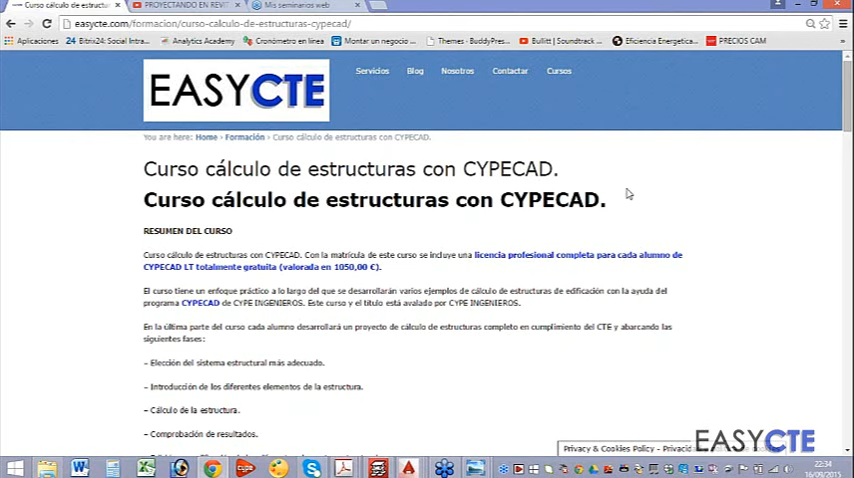 Curso cálculo de estructur
PROYECTANDO EN REVIT
Mis seminarios web
easycte.com/formacion/curso-calculo-de-estructuras-cypecad/
Aplicaciones
Bitrix24: Social Intra...
Analytics Academy
Cronómetro en línea
Montar un negocio ...
Themes · BuddyPres...
Bullitt | Soundtrack ...
Eficiencia Energetica...
PRECIOS CAM
»
EASYCTE
Servicios Blog Nosotros Contactar Cursos
You are here: Home › Formación › Curso cálculo de estructuras con CYPECAD.
Curso cálculo de estructuras con CYPECAD.
Curso cálculo de estructuras con CYPECAD.
RESUMEN DEL CURSO
Curso cálculo de estructuras con CYPECAD. Con la matrícula de este curso se incluye una licencia profesional completa para cada alumno de
CYPECAD LT totalmente gratuita (valorada en 1050,00 €).
El curso tiene un enfoque práctico a lo largo del que se desarrollarán varios ejemplos de cálculo de estructuras de edificación con la ayuda del
programa CYPECAD de CYPE INGENIEROS. Este curso y el título está avalado por CYPE INGENIEROS.
En la última parte del curso cada alumno desarrollará un proyecto de cálculo de estructuras completo en cumplimiento del CTE y abarcando las
siguientes fases:
– Elección del sistema estructural más adecuado.
– Introducción de los diferentes elementos de la estructura.
– Cálculo de la estructura.
– Comprobación de resultados.
Privacy & Cookies Policy - Privacid
EASYCTE
22:34
16/09/2015